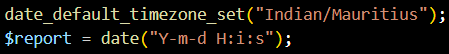 date_default_timezone_set("Indian/Mauritius");
$report = date("Y-m-d H:i:s");